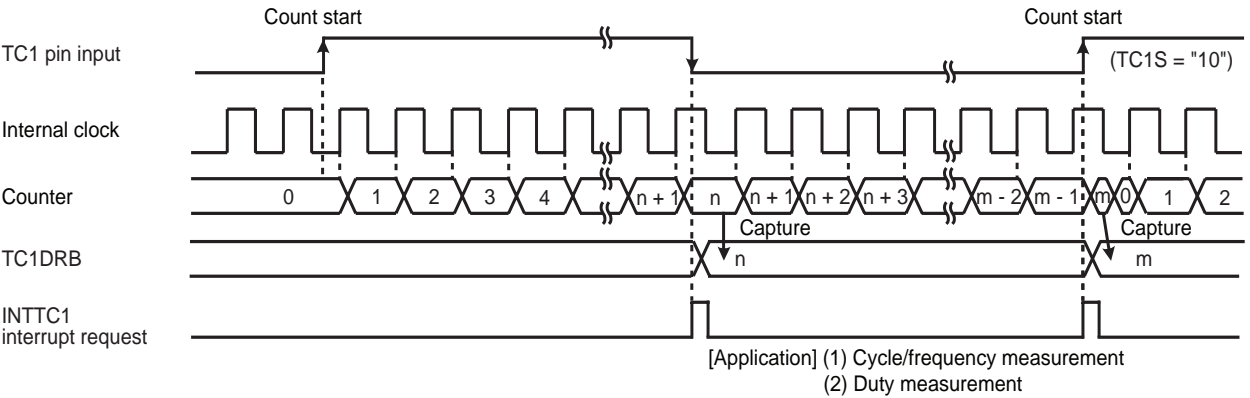 Count start Count start
TC1 pin input
(TC1S = "10")
Internal clock
Counter 0 1 2 3 4 n + 1 n n + 1 n + 2 n + 3 m - 2 m - 1 m 0 1 2
Capture Capture
TC1DRB n m
INTTC1
interrupt request
[Application] (1) Cycle/frequency measurement
(2) Duty measurement